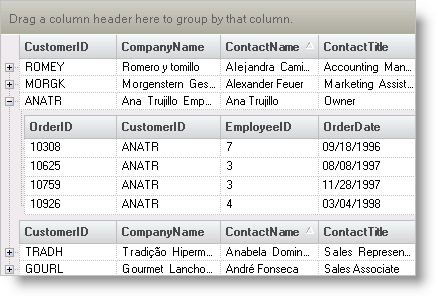 Drag a column header here to group by that column.
CustomerID CompanyName ContactName ContactTitle
ROMEY Romero y tomillo Alejandra Cami... Accounting Man...
MORGK Morgenstern Ges... Alexander Feuer Marketing Assist...
ANATR Ana Trujillo Emp... Ana Trujillo Owner
OrderID CustomerID EmployeeID OrderDate
10308 ANATR 7 09/18/1996
10625 ANATR 3 08/08/1997
10759 ANATR 3 11/28/1997
10926 ANATR 4 03/04/1998
CustomerID CompanyName ContactName ContactTitle
TRADH Tradição Hiperm... Anabela Domin... Sales Represen...
GOURL Gourmet Lancho... André Fonseca Sales Associate